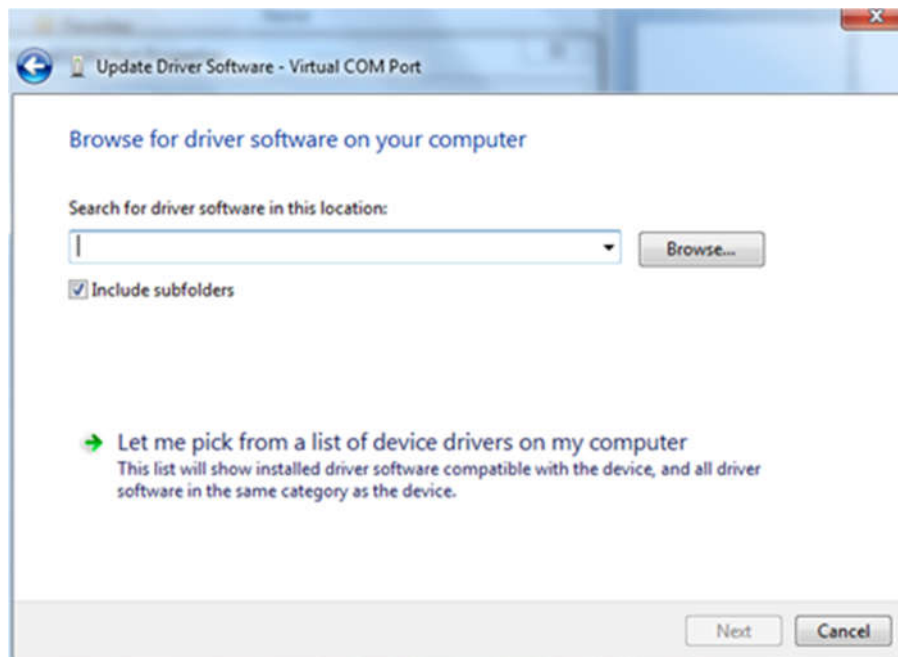 Update Driver Software - Virtual COM Port
Browse for driver software on your computer
Search for driver software in this location:
Browse...
Include subfolders
Let me pick from a list of device drivers on my computer
This list will show installed driver software compatible with the device, and all driver
software in the same category as the device.
Next
Cancel